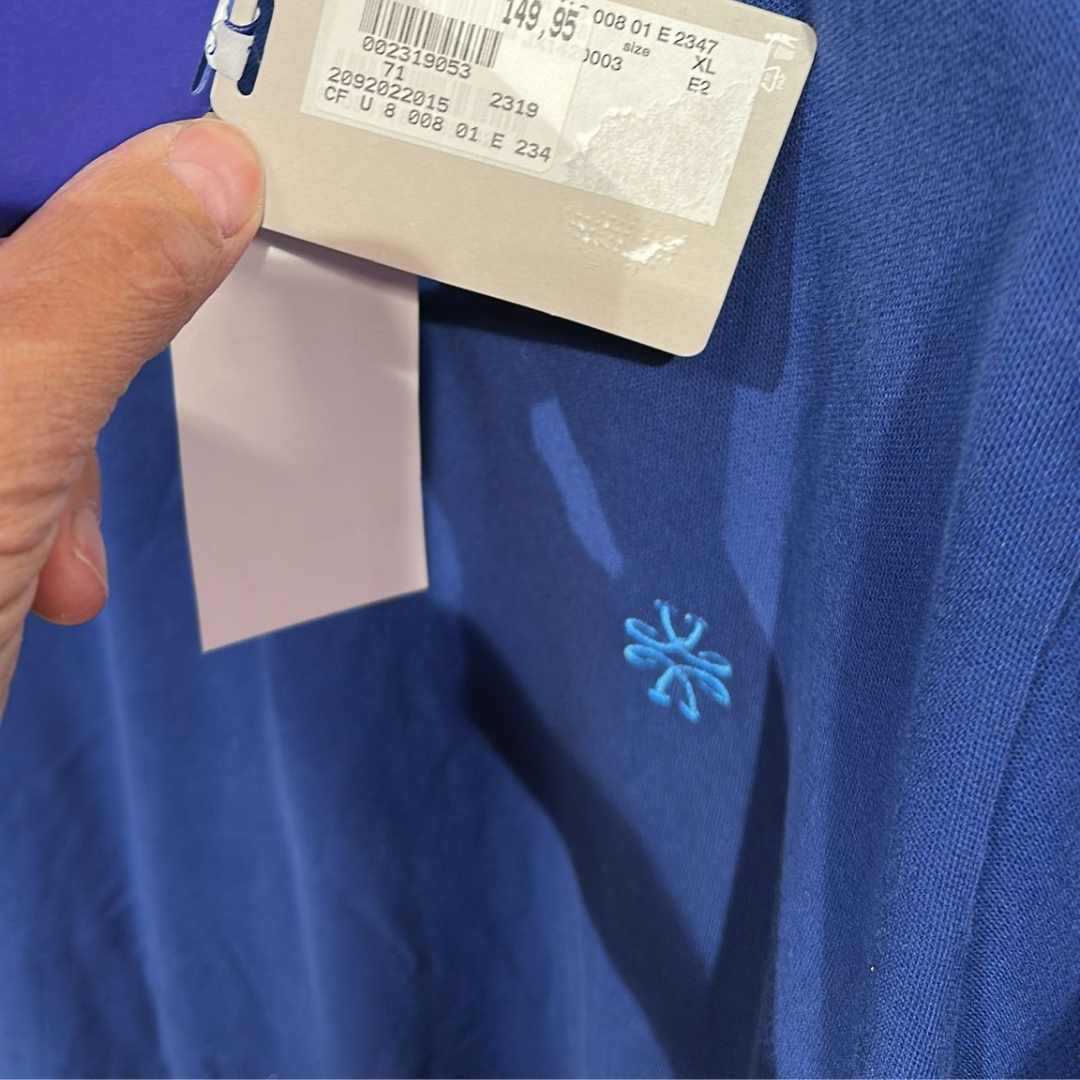 149,95
002319053
71
2092022015 2319
CF U 8 008 01 E 234
008 01 E 2347
size
0003 XL
E2